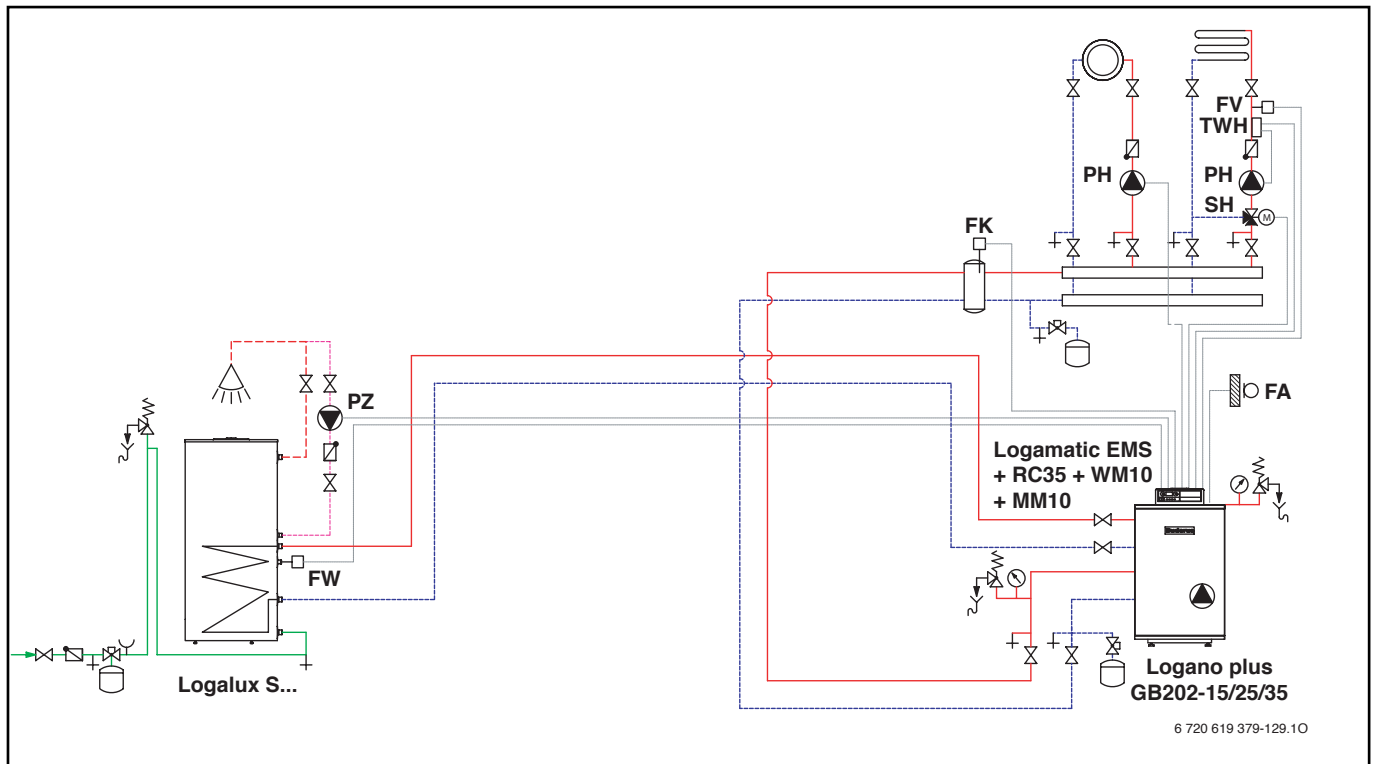 FV
TWH
PH
PH
SH
M
FK
FA
PZ
Logamatic EMS
+ RC35 + WM10
+ MM10
FW
Logalux S...
Logano plus
GB202-15/25/35
6 720 619 379-129.1O